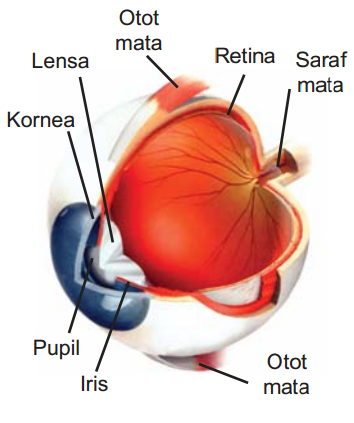 Otot
mata
Lensa
Retina
Saraf
mata
Kornea
Pupil
Iris
Otot
mata